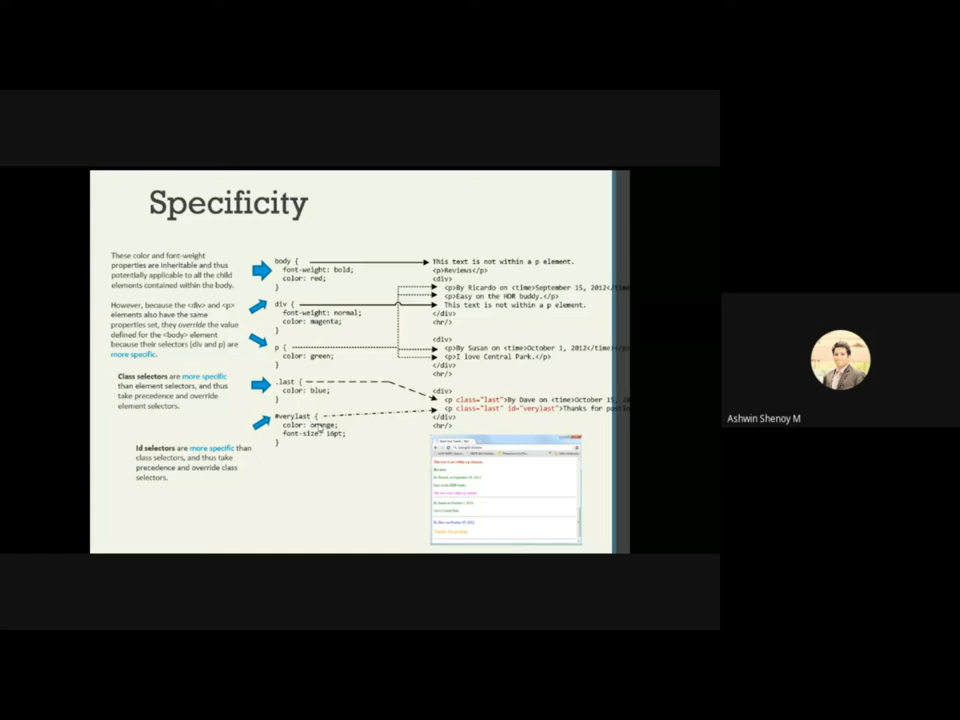 Specificity
These color and font-weight
properties are inheritable and thus
potentially applicable to all the child
elements contained within the body.
However, because the <div> and <p>
elements also have the same
properties set, they override the value
defined for the <body> element
because their selectors (div and p) are
more specific.
Class selectors are more specific
than element selectors, and thus
take precedence and override
element selectors.
Id selectors are more specific than
class selectors, and thus take
precedence and override class
selectors.
body {
font-weight: bold;
color: red;
}
div {
font-weight: normal;
color: magenta;
}
p {
color: green;
}
.last {
color: blue;
}
#verylast {
color: orange;
font-size: 16pt;
}
This text is not within a p element.
<p>Reviews</p>
<div>
<p>By Ricardo on <time>September 15, 2012</time>
<p>Easy on the HDR buddy.</p>
This text is not within a p element.
</div>
<hr/>
<div>
<p>By Susan on <time>October 1, 2012</time>
<p>I love Central Park.</p>
</div>
<hr/>
<div>
<p class="last">By Dave on <time>October 15,
<p class="last" id="verylast">Thanks for
</div>
<hr/>
Ashwin Shenoy M